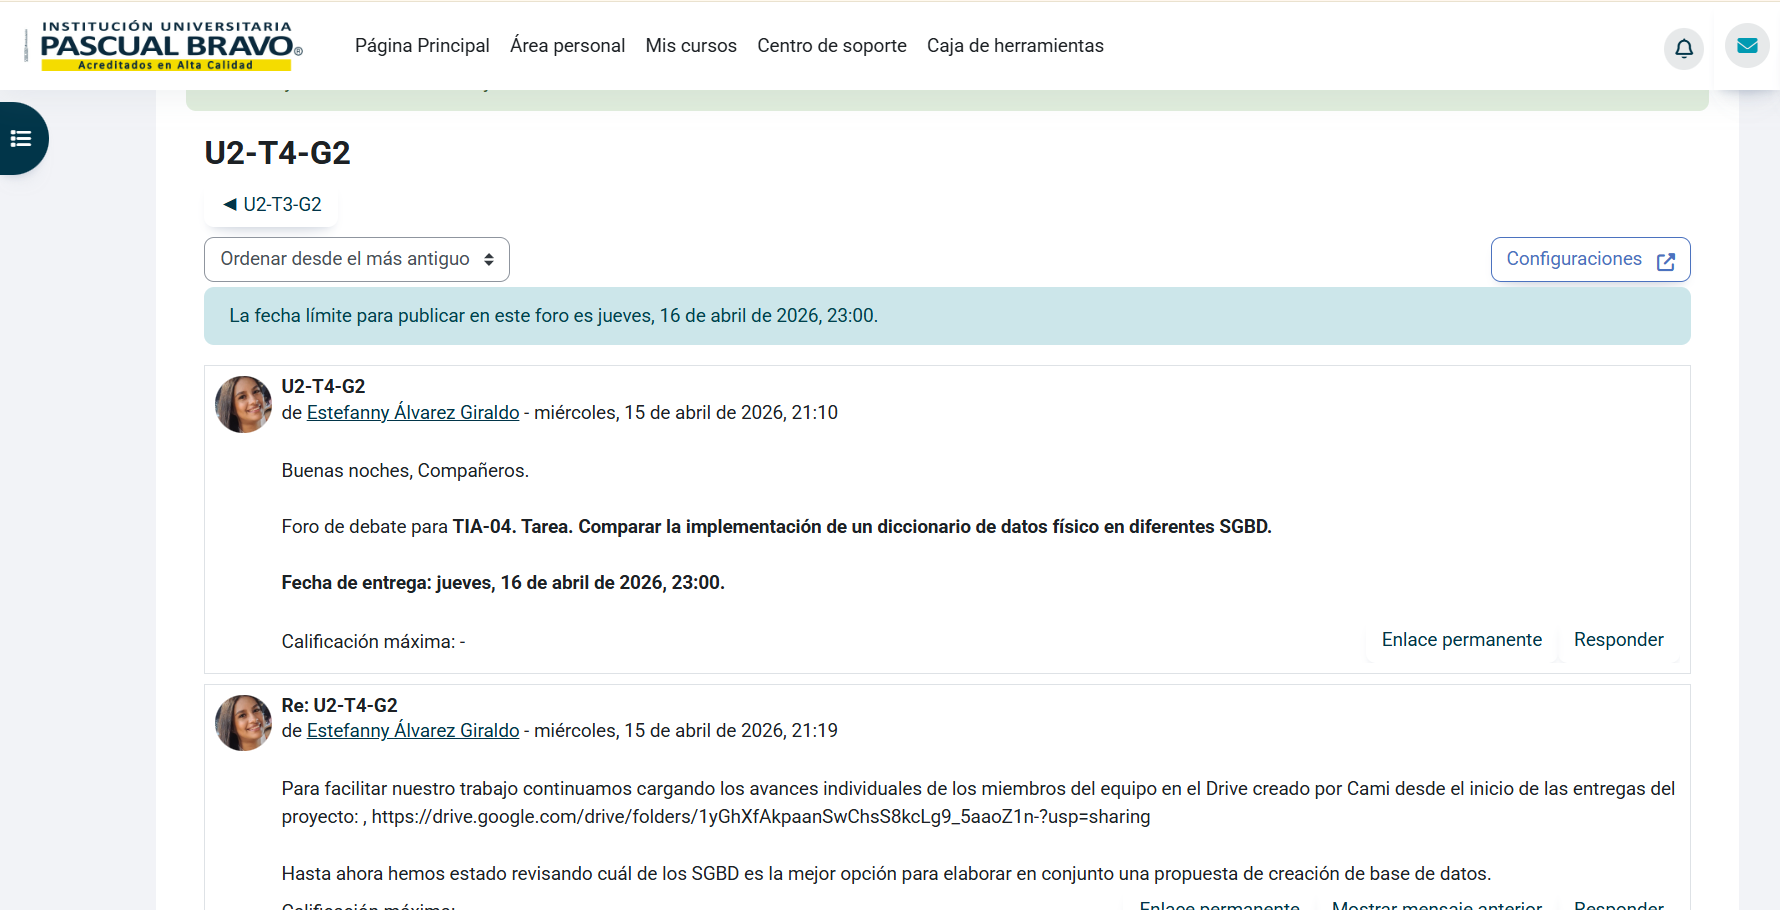 INSTITUCIÓN UNIVERSITARIA
PASCUAL BRAVO®
Acreditados en Alta Calidad
Página Principal Área personal Mis cursos Centro de soporte Caja de herramientas
U2-T4-G2
◄ U2-T3-G2
Ordenar desde el más antiguo
Configuraciones
La fecha límite para publicar en este foro es jueves, 16 de abril de 2026, 23:00.
U2-T4-G2
de Estefanny Álvarez Giraldo - miércoles, 15 de abril de 2026, 21:10
Buenas noches, Compañeros.
Foro de debate para TIA-04. Tarea. Comparar la implementación de un diccionario de datos físico en diferentes SGBD.
Fecha de entrega: jueves, 16 de abril de 2026, 23:00.
Calificación máxima: -
Enlace permanente Responder
Re: U2-T4-G2
de Estefanny Álvarez Giraldo - miércoles, 15 de abril de 2026, 21:19
Para facilitar nuestro trabajo continuamos cargando los avances individuales de los miembros del equipo en el Drive creado por Cami desde el inicio de las entregas del
proyecto: , https://drive.google.com/drive/folders/1yGhXfAkpaanSwChsS8kcLg9_5aaoZ1n-?usp=sharing
Hasta ahora hemos estado revisando cuál de los SGBD es la mejor opción para elaborar en conjunto una propuesta de creación de base de datos.
Calificación máxima:
Enlace permanente Mostrar mensaje anterior Responder